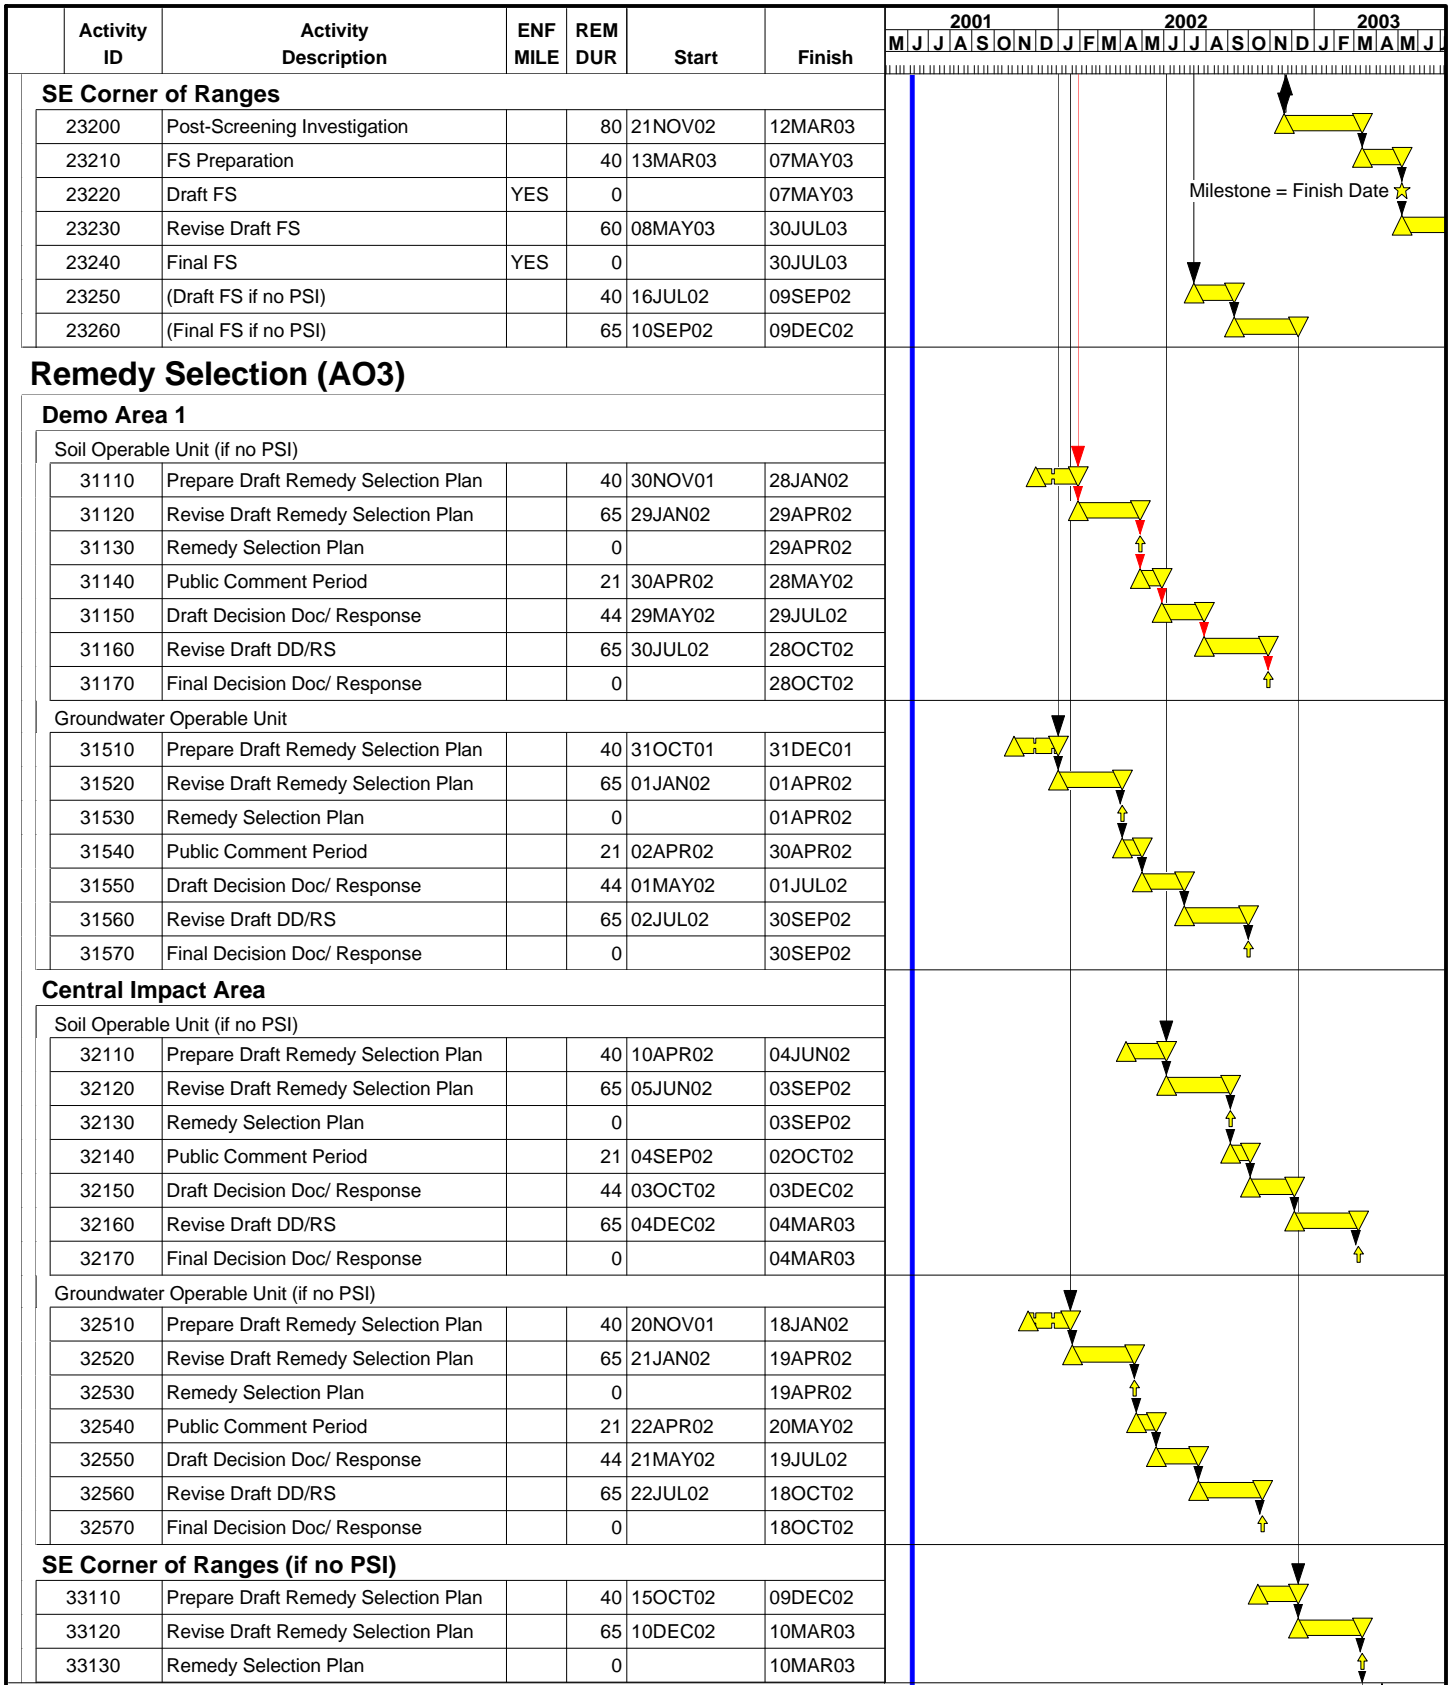 Activity ID Activity Description ENF MILE REM DUR Start Finish 2001 2002 2003
M J J A S O N D J F M A M J J A S O N D J F M A M J
SE Corner of Ranges
23200 Post-Screening Investigation 80 21NOV02 12MAR03
23210 FS Preparation 40 13MAR03 07MAY03
23220 Draft FS YES 0 07MAY03 Milestone = Finish Date
23230 Revise Draft FS 60 08MAY03 30JUL03
23240 Final FS YES 0 30JUL03
23250 (Draft FS if no PSI) 40 16JUL02 09SEP02
23260 (Final FS if no PSI) 65 10SEP02 09DEC02
Remedy Selection (AO3)
Demo Area 1
Soil Operable Unit (if no PSI)
31110 Prepare Draft Remedy Selection Plan 40 30NOV01 28JAN02
31120 Revise Draft Remedy Selection Plan 65 29JAN02 29APR02
31130 Remedy Selection Plan 0 29APR02
31140 Public Comment Period 21 30APR02 28MAY02
31150 Draft Decision Doc/ Response 44 29MAY02 29JUL02
31160 Revise Draft DD/RS 65 30JUL02 28OCT02
31170 Final Decision Doc/ Response 0 28OCT02
Groundwater Operable Unit
31510 Prepare Draft Remedy Selection Plan 40 31OCT01 31DEC01
31520 Revise Draft Remedy Selection Plan 65 01JAN02 01APR02
31530 Remedy Selection Plan 0 01APR02
31540 Public Comment Period 21 02APR02 30APR02
31550 Draft Decision Doc/ Response 44 01MAY02 01JUL02
31560 Revise Draft DD/RS 65 02JUL02 30SEP02
31570 Final Decision Doc/ Response 0 30SEP02
Central Impact Area
Soil Operable Unit (if no PSI)
32110 Prepare Draft Remedy Selection Plan 40 10APR02 04JUN02
32120 Revise Draft Remedy Selection Plan 65 05JUN02 03SEP02
32130 Remedy Selection Plan 0 03SEP02
32140 Public Comment Period 21 04SEP02 02OCT02
32150 Draft Decision Doc/ Response 44 03OCT02 03DEC02
32160 Revise Draft DD/RS 65 04DEC02 04MAR03
32170 Final Decision Doc/ Response 0 04MAR03
Groundwater Operable Unit (if no PSI)
32510 Prepare Draft Remedy Selection Plan 40 20NOV01 18JAN02
32520 Revise Draft Remedy Selection Plan 65 21JAN02 19APR02
32530 Remedy Selection Plan 0 19APR02
32540 Public Comment Period 21 22APR02 20MAY02
32550 Draft Decision Doc/ Response 44 21MAY02 19JUL02
32560 Revise Draft DD/RS 65 22JUL02 18OCT02
32570 Final Decision Doc/ Response 0 18OCT02
SE Corner of Ranges (if no PSI)
33110 Prepare Draft Remedy Selection Plan 40 15OCT02 09DEC02
33120 Revise Draft Remedy Selection Plan 65 10DEC02 10MAR03
33130 Remedy Selection Plan 0 10MAR03